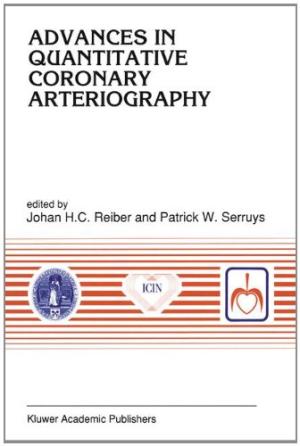 ADVANCES IN
QUANTITATIVE
CORONARY
ARTERIOGRAPHY
edited by
Johan H.C. Reiber and Patrick W. Serruys
ICIN
Kluwer Academic Publishers